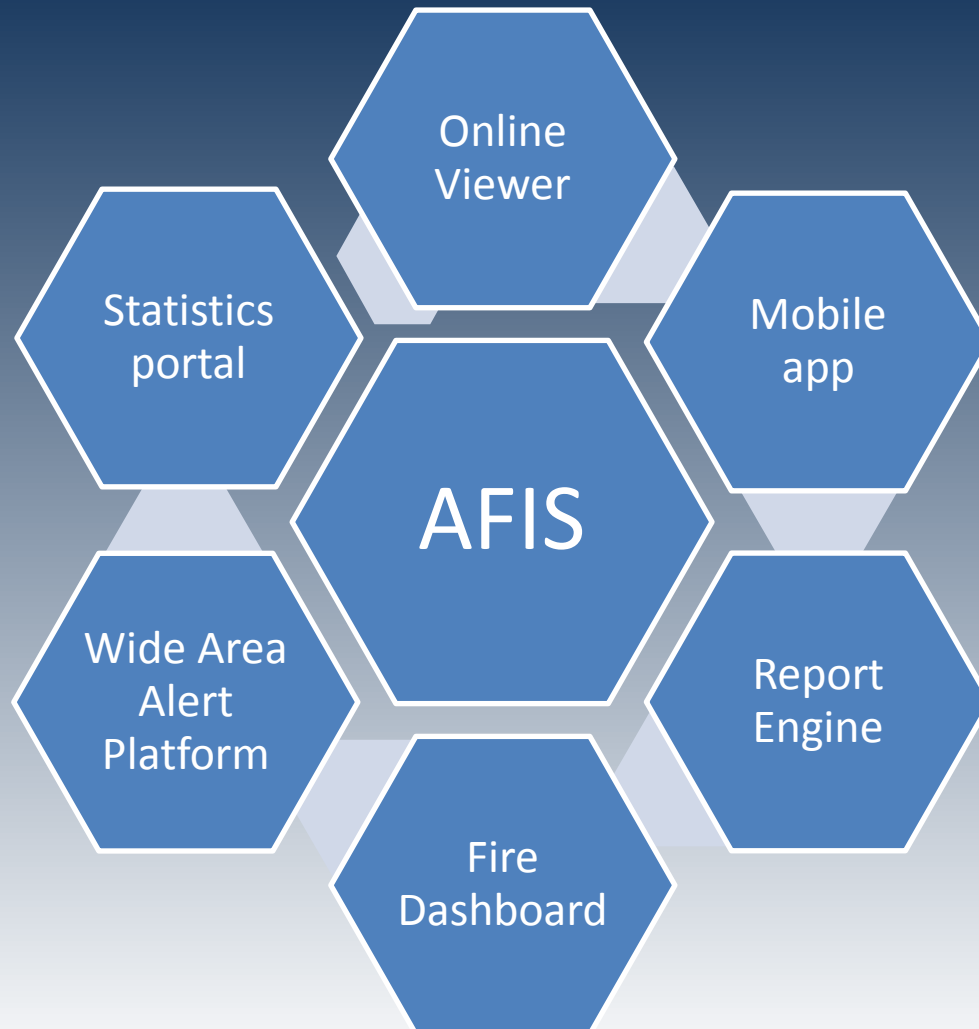 Online
Viewer
Statistics
portal
Mobile
app
AFIS
Wide Area
Alert
Platform
Report
Engine
Fire
Dashboard